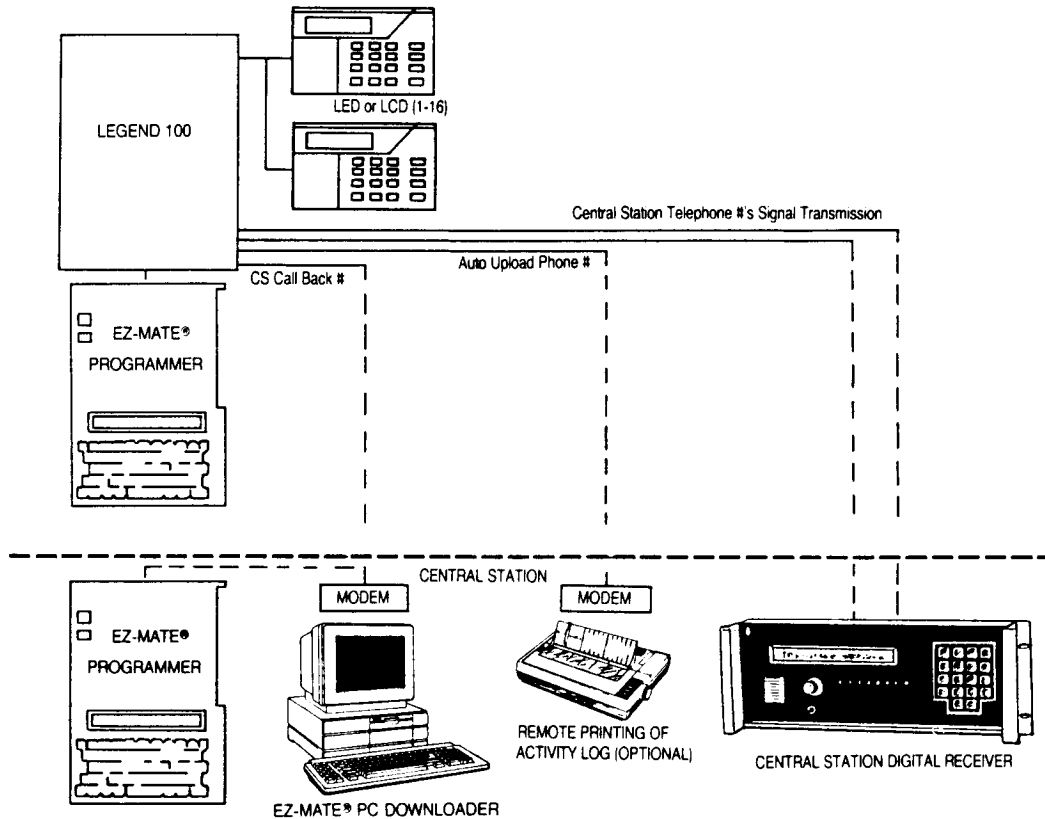 LEGEND 100
LED or LCD (1-16)
Central Station Telephone #'s Signal Transmission
Auto Upload Phone #
CS Call Back #
EZ-MATE®
PROGRAMMER
CENTRAL STATION
MODEM
MODEM
EZ-MATE®
PROGRAMMER
REMOTE PRINTING OF
ACTIVITY LOG (OPTIONAL)
CENTRAL STATION DIGITAL RECEIVER
EZ-MATE® PC DOWNLOADER